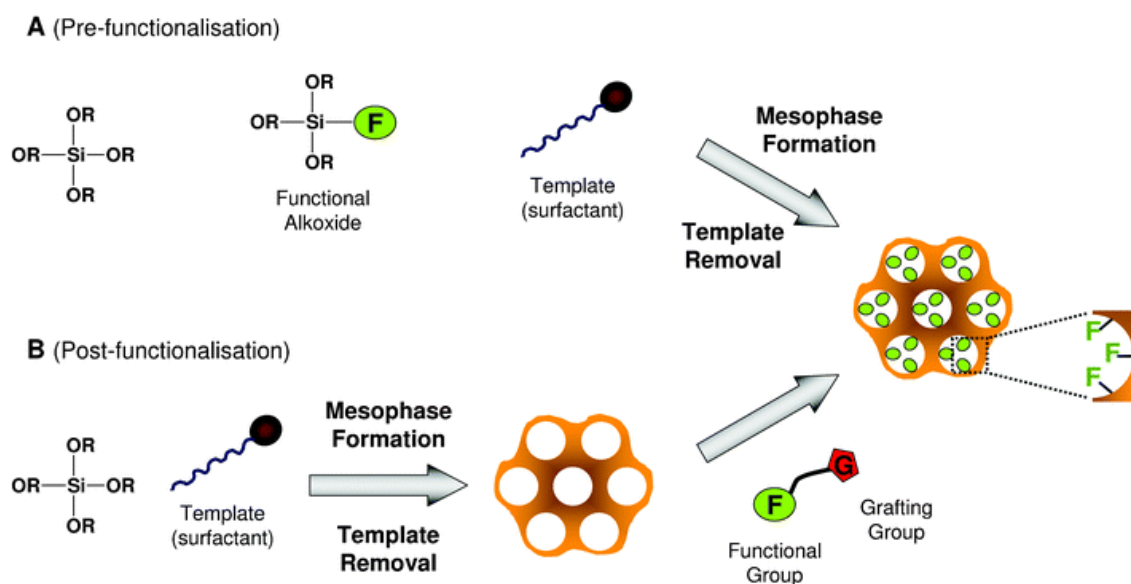 A (Pre-functionalisation)
OR
OR—Si—OR
OR
OR
OR—Si—F
OR
Functional
Alkoxide
Template
(surfactant)
Mesophase
Formation
Template
Removal
F
F
F
B (Post-functionalisation)
OR
OR—Si—OR
OR
Template
(surfactant)
Mesophase
Formation
Template
Removal
F
G
Functional
Group
Grafting
Group